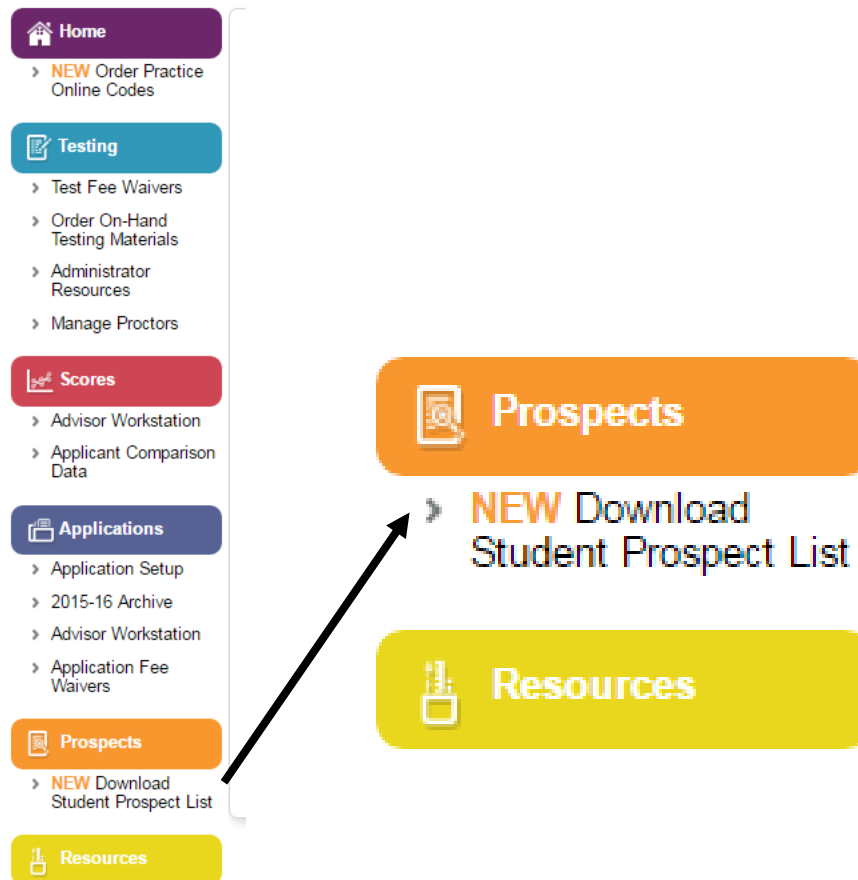 Home
NEW Order Practice
Online Codes
Testing
Test Fee Waivers
Order On-Hand
Testing Materials
Administrator
Resources
Manage Proctors
Scores
Advisor Workstation
Applicant Comparison
Data
Applications
Application Setup
2015-16 Archive
Advisor Workstation
Application Fee
Waivers
Prospects
NEW Download
Student Prospect List
Resources
Prospects
NEW Download
Student Prospect List
Resources